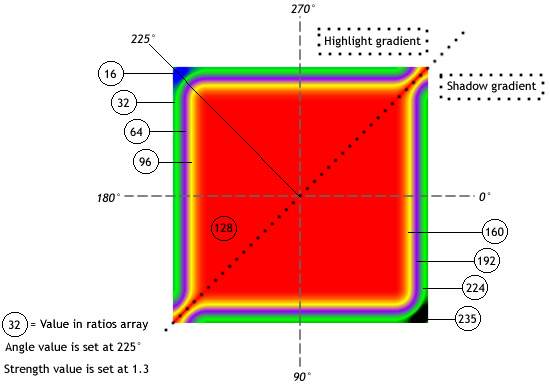 270°
Highlight gradient
225°
16
Shadow gradient
32
64
96
180°
0°
128
160
192
224
235
32 = Value in ratios array
Angle value is set at 225°
Strength value is set at 1.3
90°